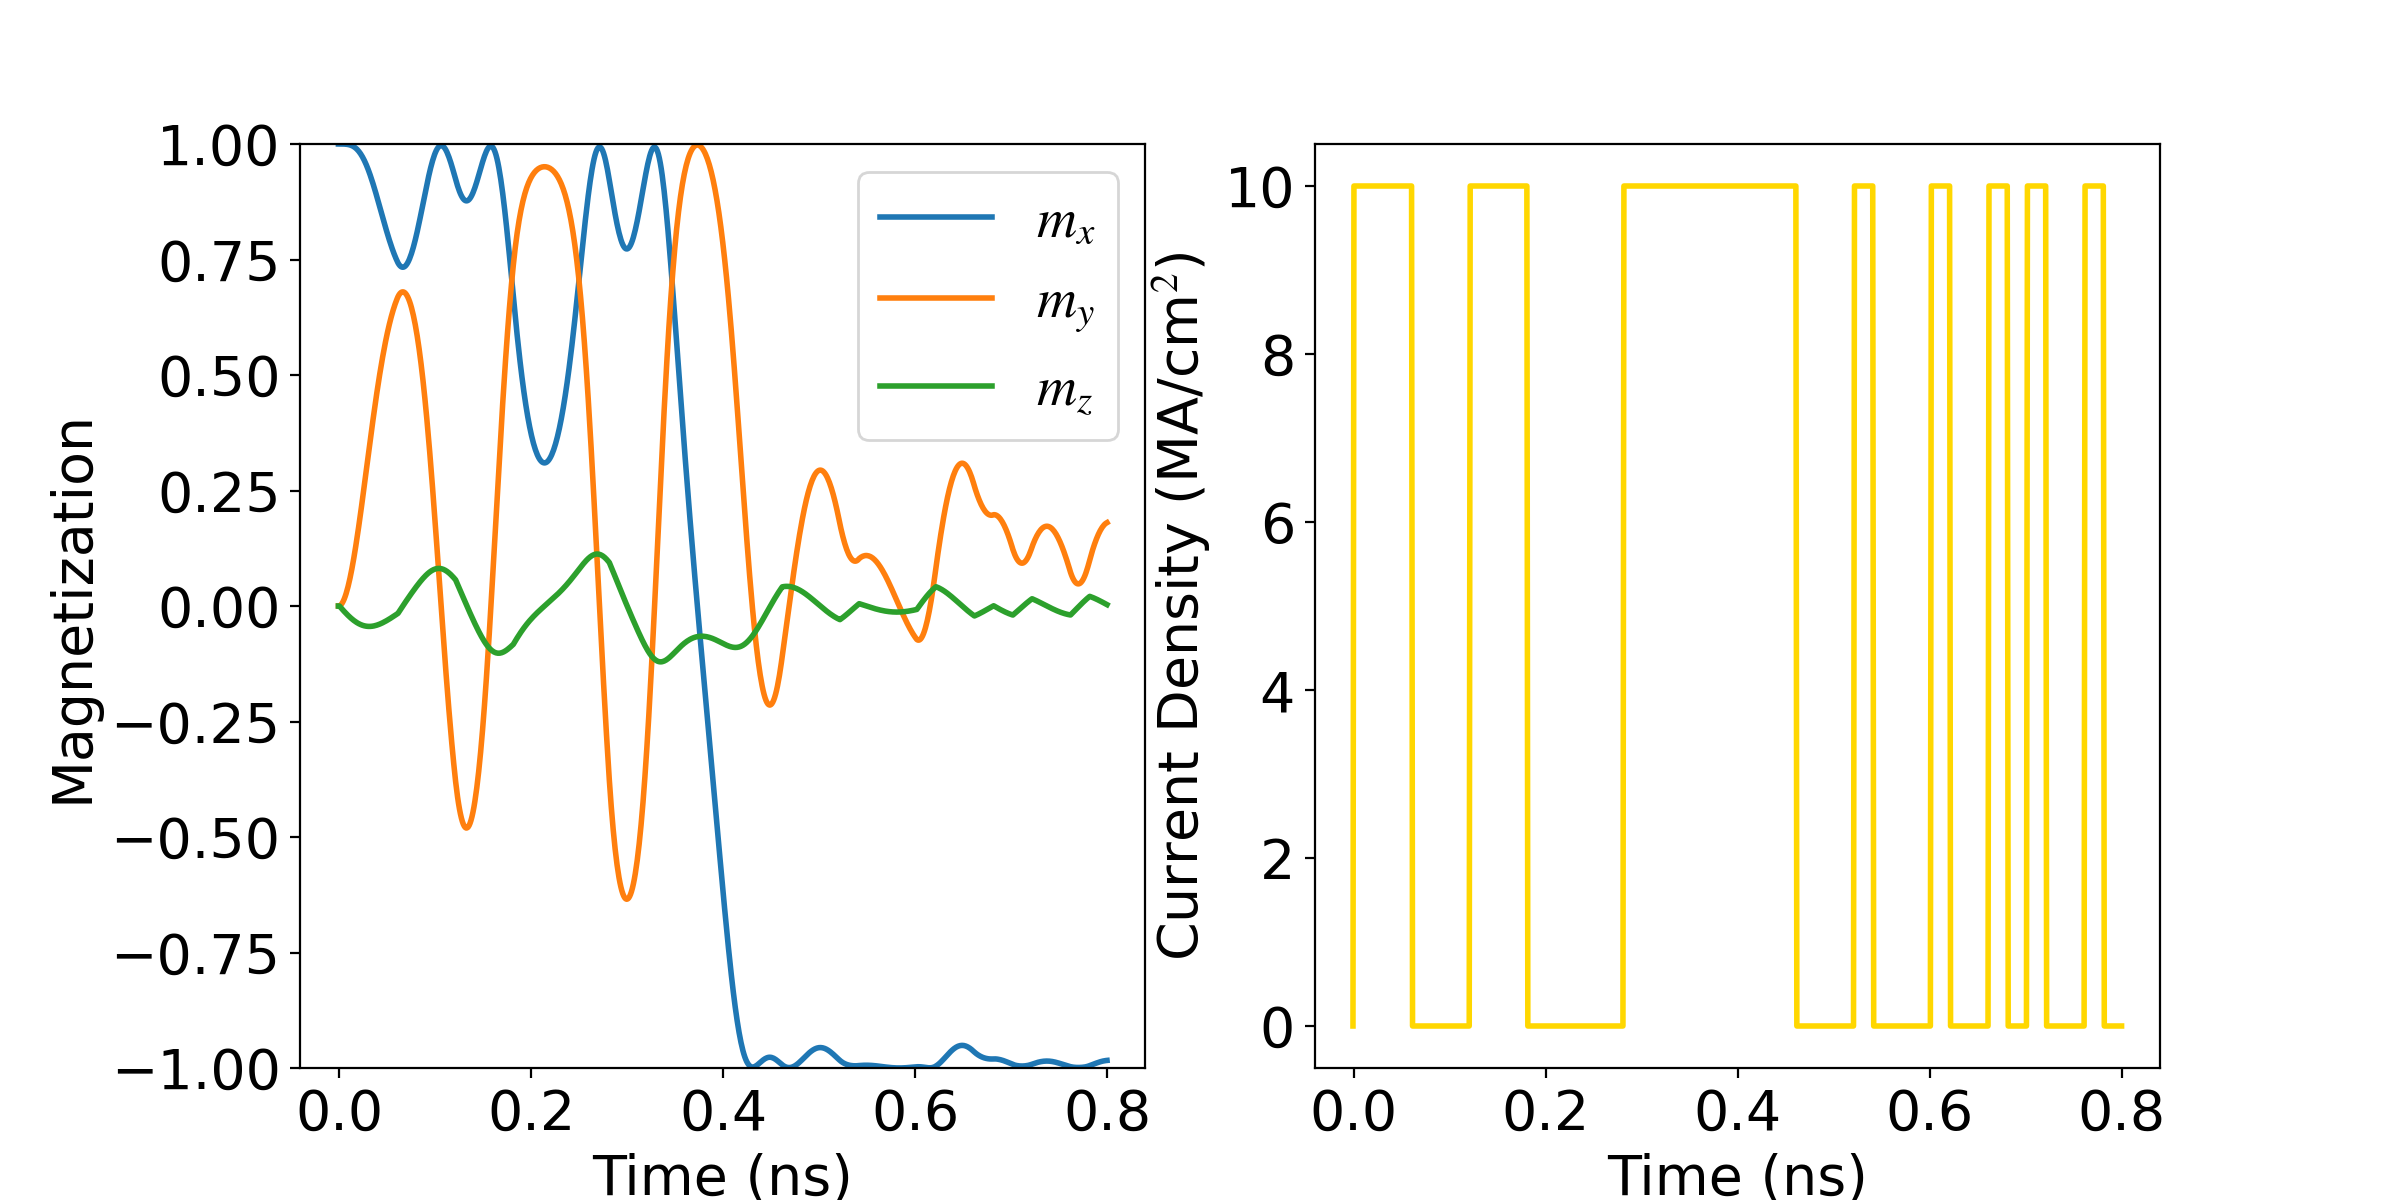 Magnetization
1.00
0.75
0.50
0.25
0.00
−0.25
−0.50
−0.75
−1.00
0.0 0.2 0.4 0.6 0.8
Time (ns)
m_x
m_y
m_z
Current Density (MA/cm²)
10
8
6
4
2
0
0.0 0.2 0.4 0.6 0.8
Time (ns)